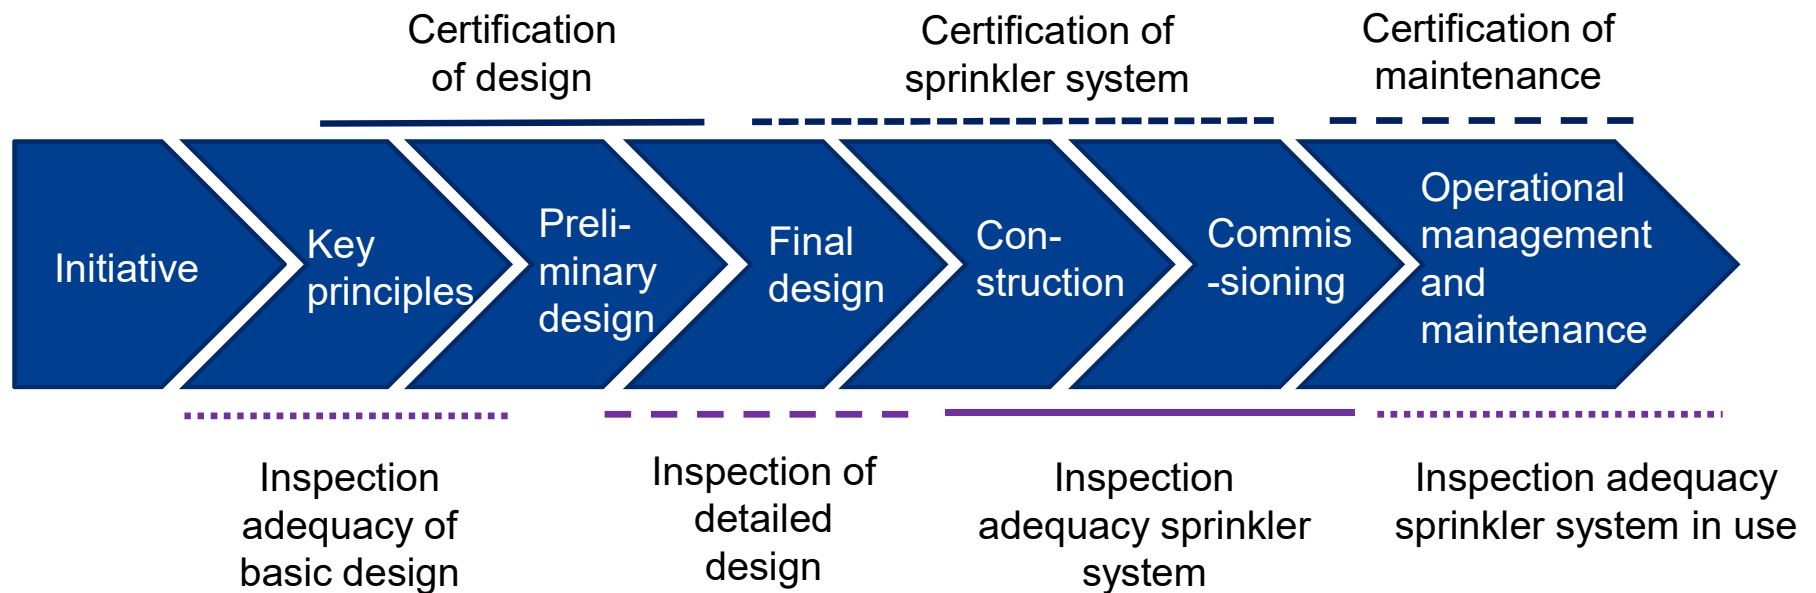 Certification
of design
Certification of
sprinkler system
Certification of
maintenance
Initiative
Key
principles
Preli-
minary
design
Final
design
Con-
struction
Commis
-sioning
Operational
management
and
maintenance
Inspection
adequacy of
basic design
Inspection of
detailed
design
Inspection
adequacy sprinkler
system
Inspection adequacy
sprinkler system in use